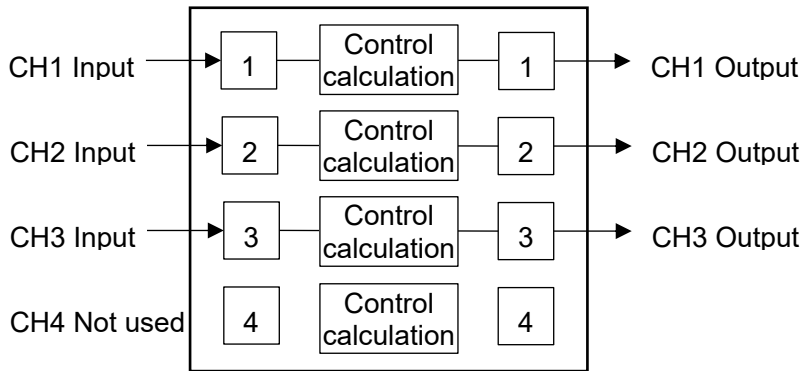 CH1 Input
1
Control
calculation
1
CH1 Output
CH2 Input
2
Control
calculation
2
CH2 Output
CH3 Input
3
Control
calculation
3
CH3 Output
CH4 Not used
4
Control
calculation
4